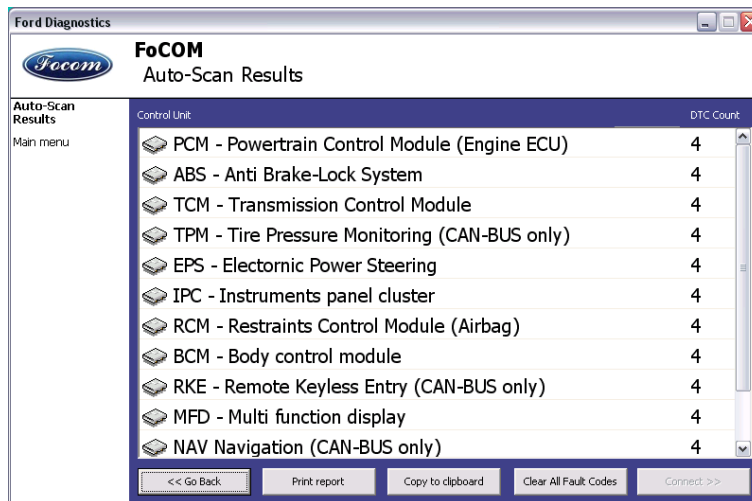 Ford Diagnostics
Focom
FoCOM
Auto-Scan Results
Auto-Scan
Results
Main menu
Control Unit DTC Count
PCM - Powertrain Control Module (Engine ECU) 4
ABS - Anti Brake-Lock System 4
TCM - Transmission Control Module 4
TPM - Tire Pressure Monitoring (CAN-BUS only) 4
EPS - Electornic Power Steering 4
IPC - Instruments panel cluster 4
RCM - Restraints Control Module (Airbag) 4
BCM - Body control module 4
RKE - Remote Keyless Entry (CAN-BUS only) 4
MFD - Multi function display 4
NAV Navigation (CAN-BUS only) 4
<< Go Back Print report Copy to clipboard Clear All Fault Codes Connect >>